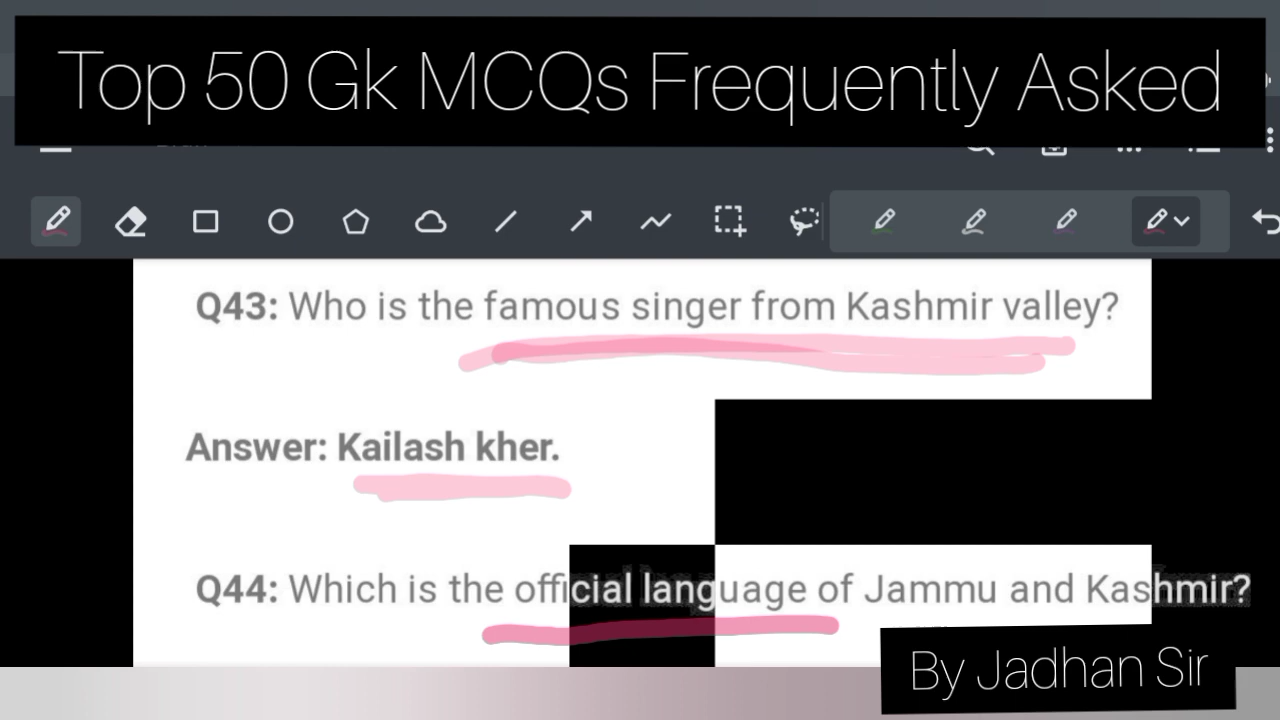 Top 50 Gk MCQs Frequently Asked
Q43: Who is the famous singer from Kashmir valley?
Answer: Kailash kher.
Q44: Which is the official language of Jammu and Kashmir?
By Jadhan Sir